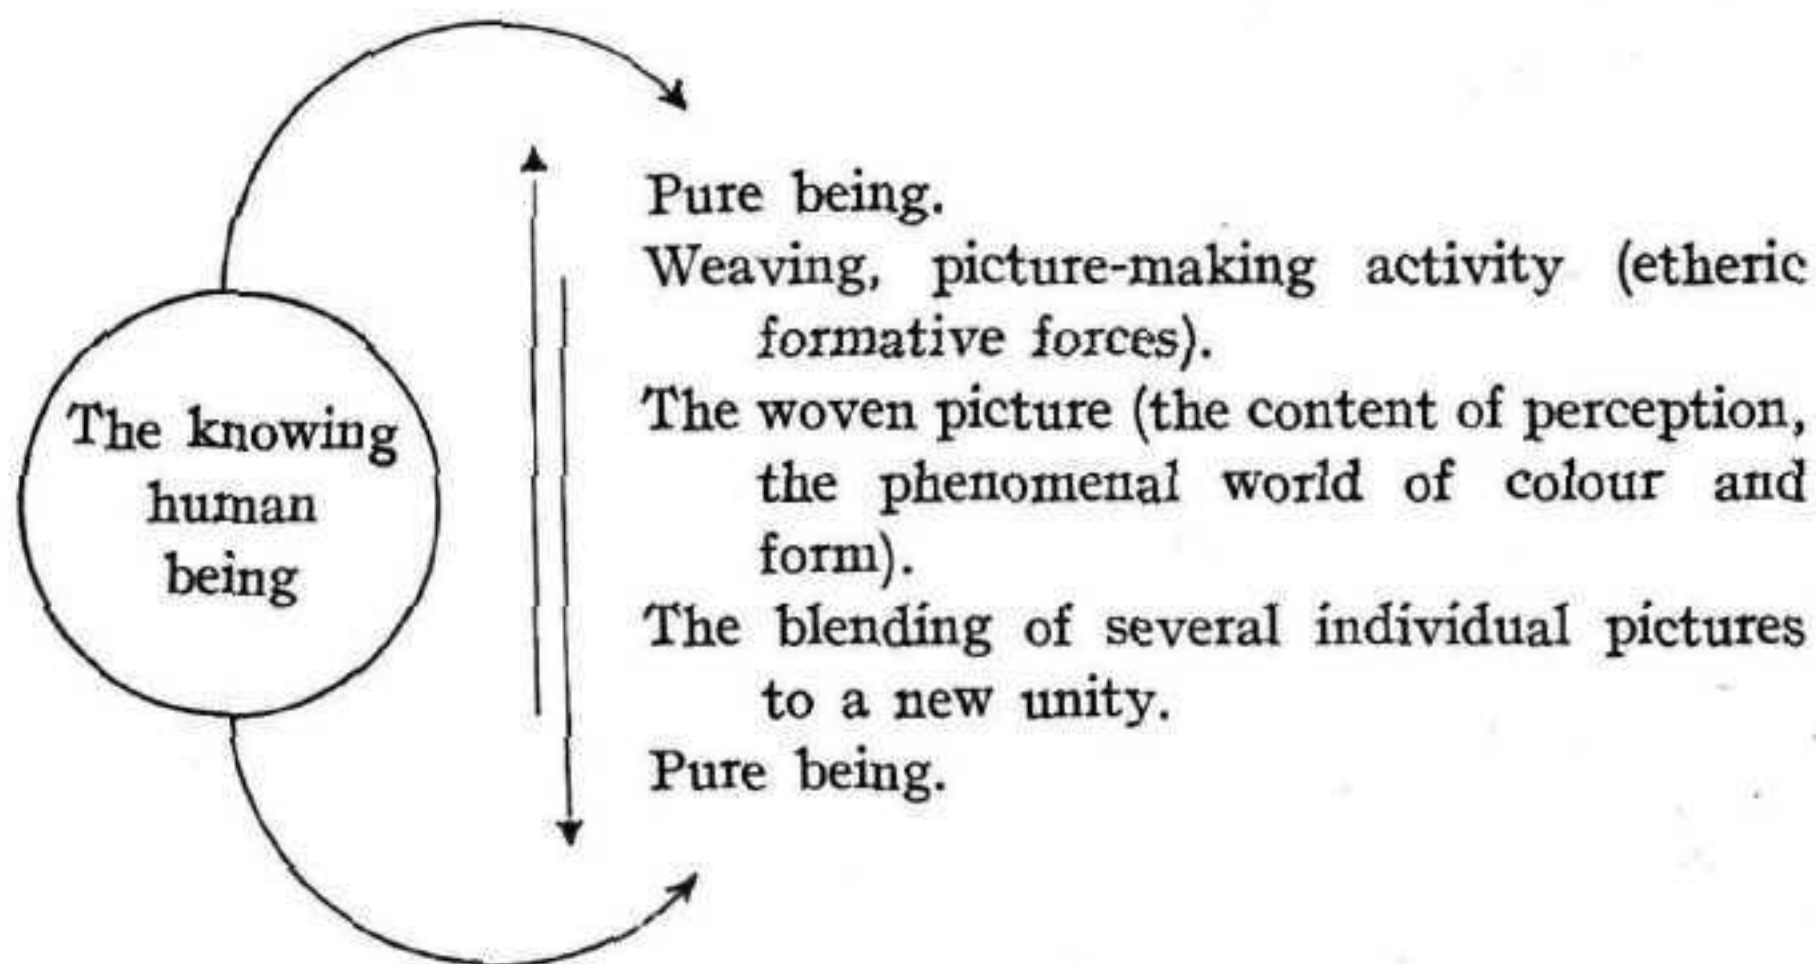 The knowing
human
being
Pure being.
Weaving, picture-making activity (etheric
formative forces).
The woven picture (the content of perception,
the phenomenal world of colour and
form).
The blending of several individual pictures
to a new unity.
Pure being.